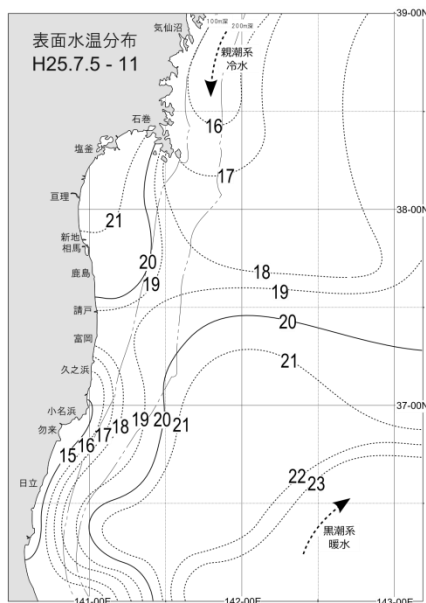 表面水温分布
H25.7.5 - 11
気仙沼
100m深
200m深
39-00N
親潮系
冷水
石巻
16
塩釜
17
亘理
21
38-00N
新地
相馬
20
18
鹿島
19
19
請戸
20
富岡
21
久之浜
37-00N
小名浜
勿来
15
16
17
18
19
20
21
日立
22
23
黒潮系
暖水
36-00N
141-00E
142-00E
143-00E